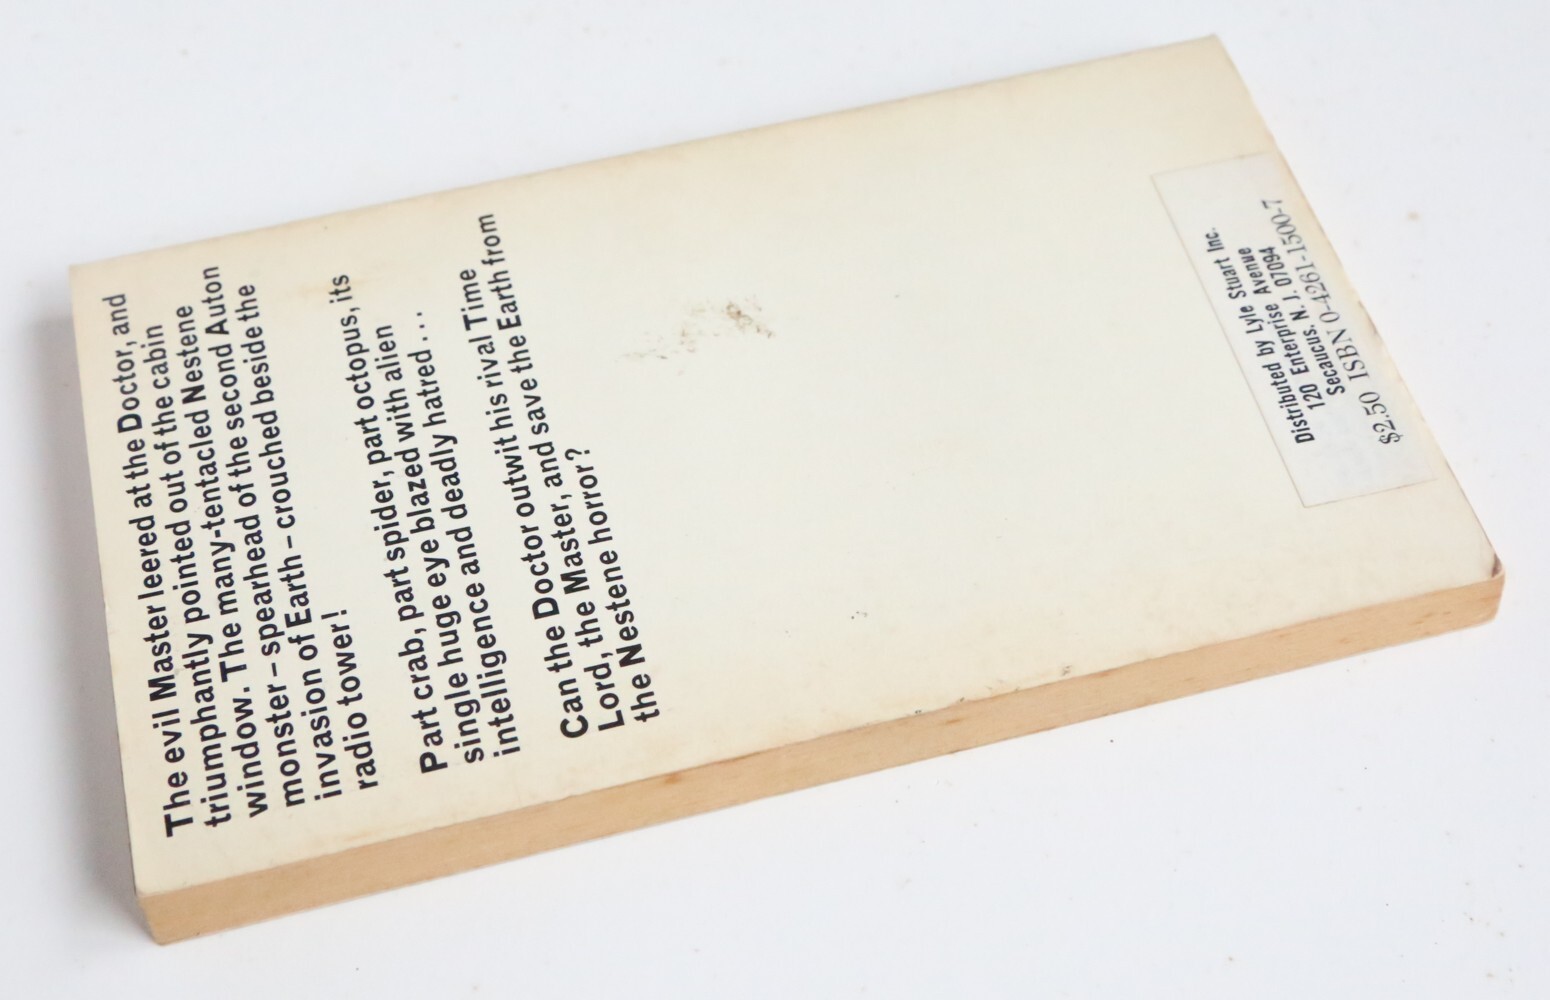 The evil Master leered at the Doctor, and
triumphantly pointed out of the cabin
window. The many-tentacled Nestene
monster – spearhead of the second Auton
invasion of Earth – crouched beside the
radio tower!
Part crab, part spider, part octopus, its
single huge eye blazed with alien
intelligence and deadly hatred...
Can the Doctor outwit his rival Time
Lord, the Master, and save the Earth from
the Nestene horror?
Distributed by Lyle Stuart Inc.
120 Enterprise Avenue
Secaucus. N. J. 07094
$2.50 ISBN 0-4261-1500-7